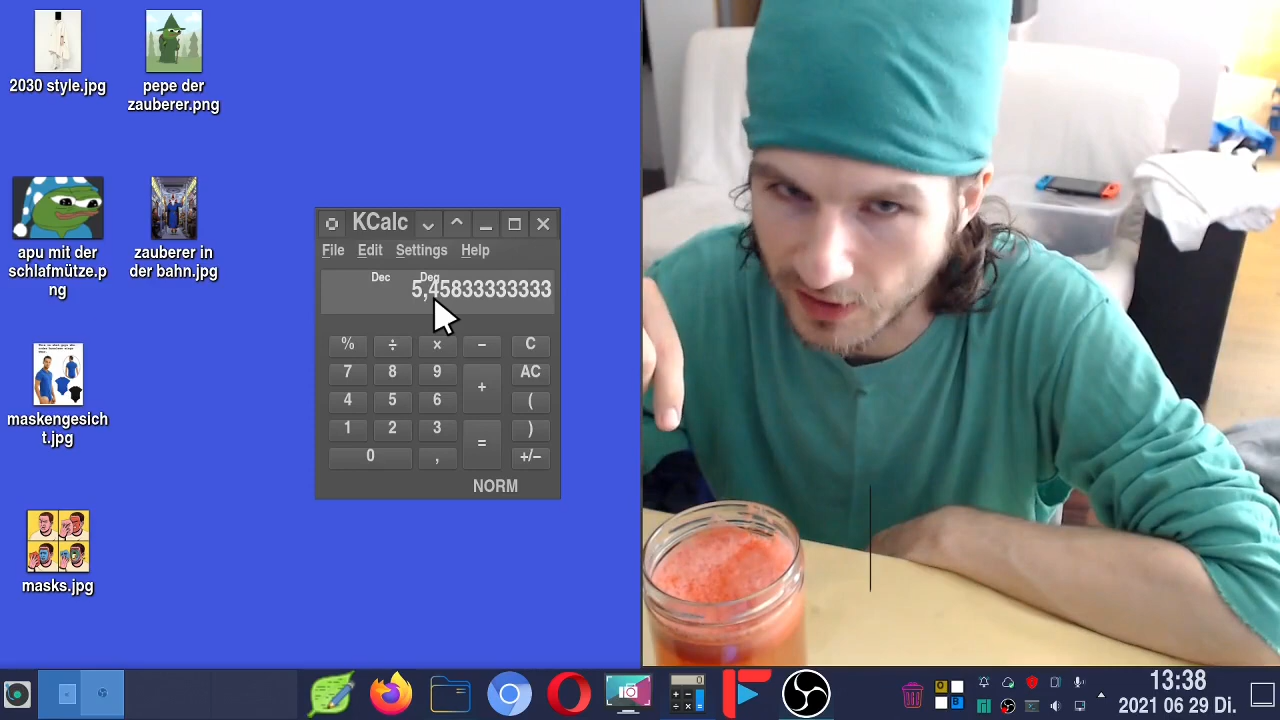 2030 style.jpg
pepe der
zauberer.png
apu mit der
schlafmütze.p
ng
zauberer in
der bahn.jpg
maskengesich
t.jpg
masks.jpg
KCalc
File Edit Settings Help
Dec Deg
5,45833333333
% ÷ × − C
7 8 9 + AC
4 5 6 (
1 2 3 = )
0 , +/−
NORM
13:38
2021 06 29 Di.